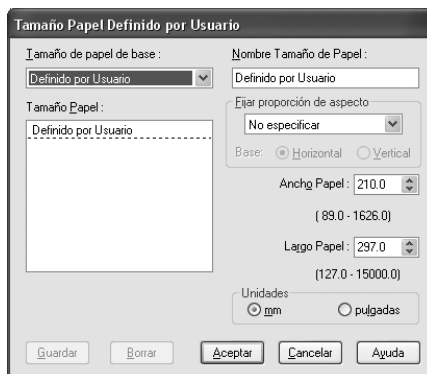 Tamaño Papel Definido por Usuario
Tamaño de papel de base :
Definido por Usuario
Tamaño Papel :
Definido por Usuario
Nombre Tamaño de Papel :
Definido por Usuario
Fijar proporción de aspecto
No especificar
Base: Horizontal Vertical
Ancho Papel : 210.0
( 89.0 - 1626.0)
Largo Papel : 297.0
(127.0 - 15000.0)
Unidades
mm pulgadas
Guardar Borrar Aceptar Cancelar Ayuda